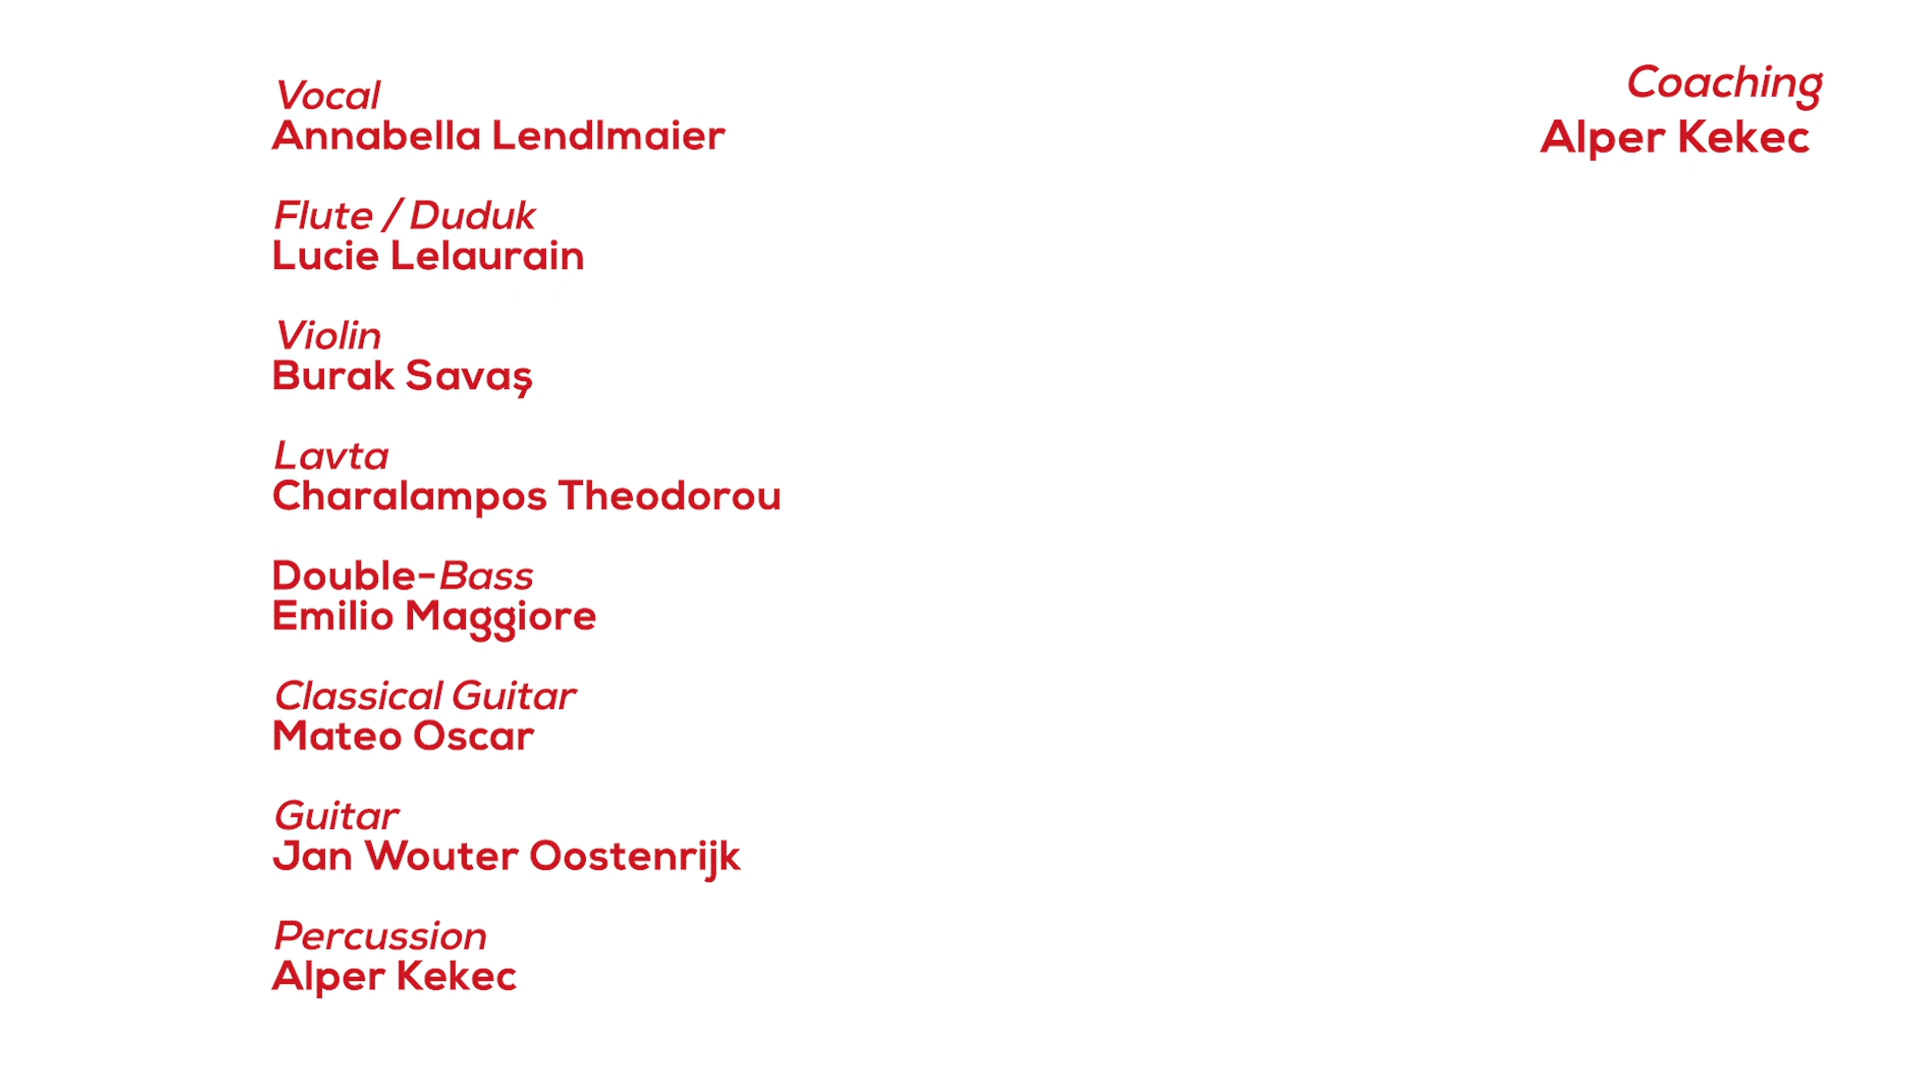 Vocal
Annabella Lendlmaier
Flute / Duduk
Lucie Lelaurain
Violin
Burak Savaş
Lavta
Charalampos Theodorou
Double-Bass
Emilio Maggiore
Classical Guitar
Mateo Oscar
Guitar
Jan Wouter Oostenrijk
Percussion
Alper Kekec
Coaching
Alper Kekec